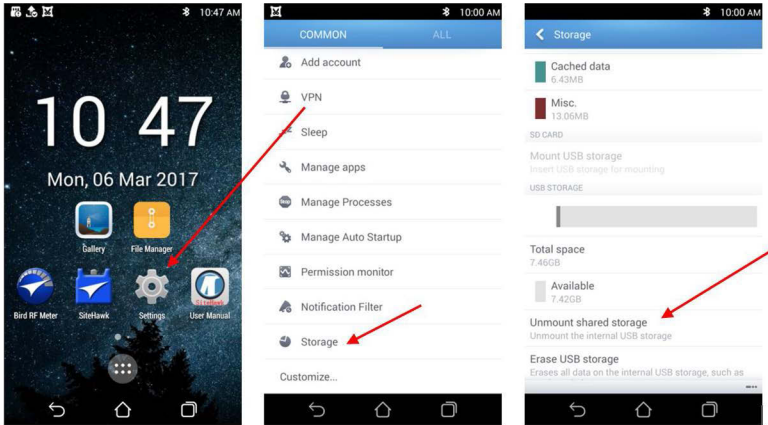 10:47 AM
10 47
Mon, 06 Mar 2017
Gallery
File Manager
Bird RF Meter
SiteHawk
Settings
SiteHawk
User Manual
10:00 AM
COMMON
ALL
Add account
VPN
Sleep
Manage apps
Stop
Manage Processes
Manage Auto Startup
Permission monitor
Notification Filter
Storage
Customize...
10:00 AM
Storage
Cached data
6.43MB
Misc.
13.06MB
SD CARD
Mount USB storage
Insert USB storage for mounting
USB STORAGE
Total space
7.46GB
Available
7.42GB
Unmount shared storage
Unmount the internal USB storage
Erase USB storage
Erases all data on the internal USB storage, such as